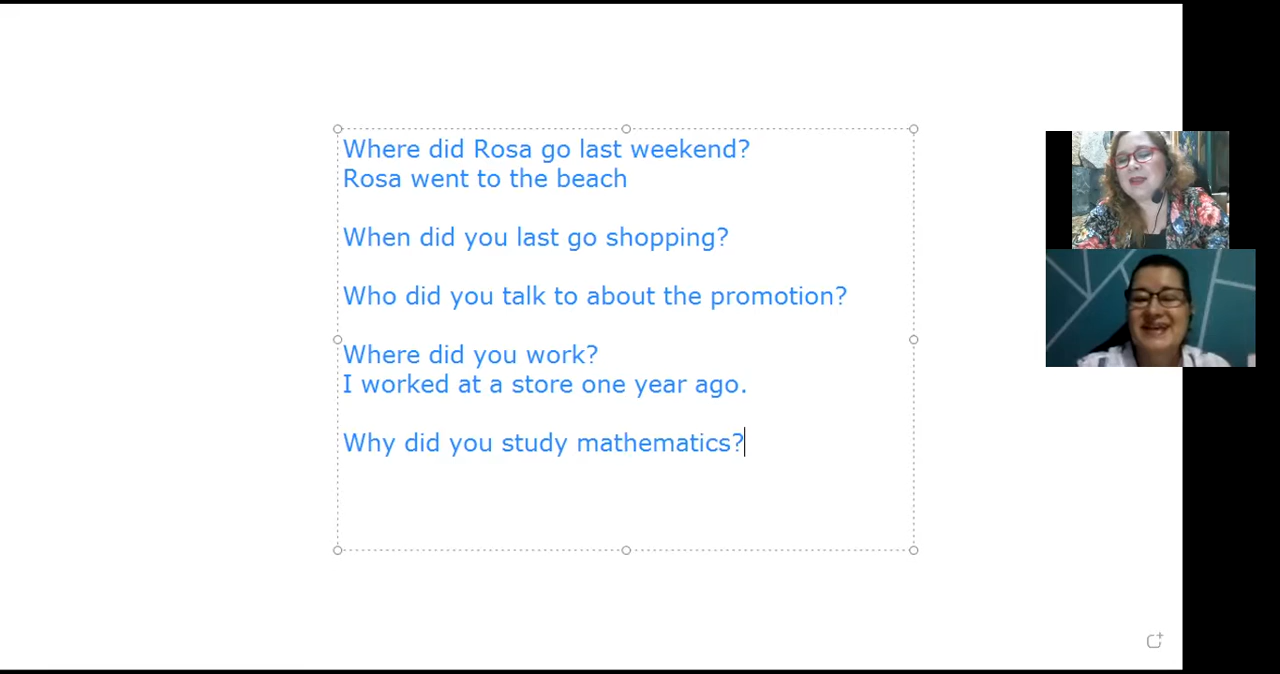 Where did Rosa go last weekend?
Rosa went to the beach
When did you last go shopping?
Who did you talk to about the promotion?
Where did you work?
I worked at a store one year ago.
Why did you study mathematics?